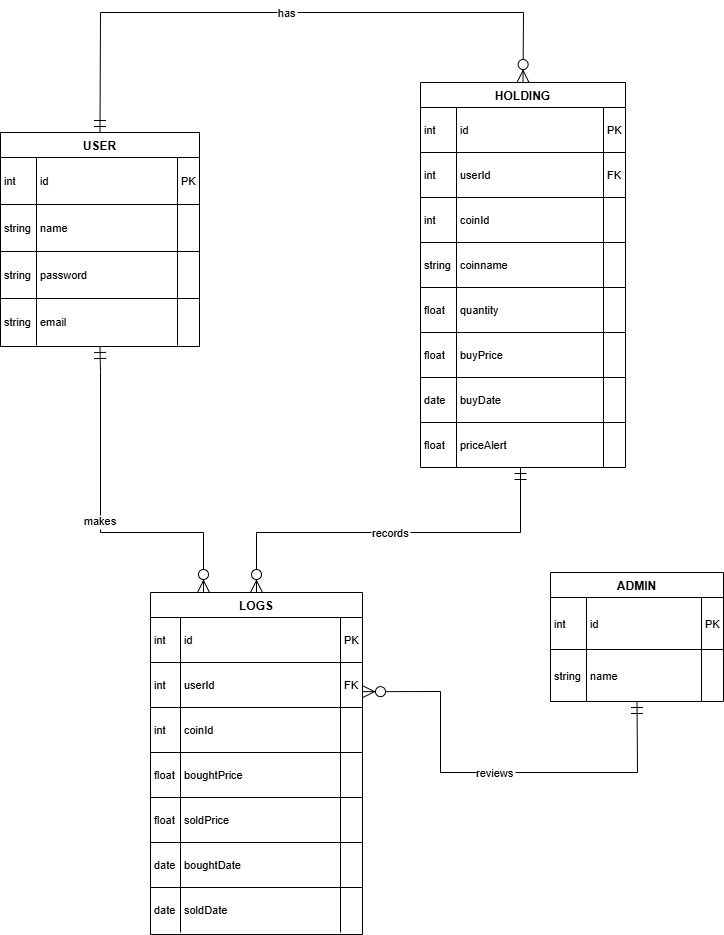 has
HOLDING
int id PK
int userId FK
int coinId
string coinname
float quantity
float buyPrice
date buyDate
float priceAlert
USER
int id PK
string name
string password
string email
makes
records
LOGS
int id PK
int userId FK
int coinId
float boughtPrice
float soldPrice
date boughtDate
date soldDate
ADMIN
int id PK
string name
reviews